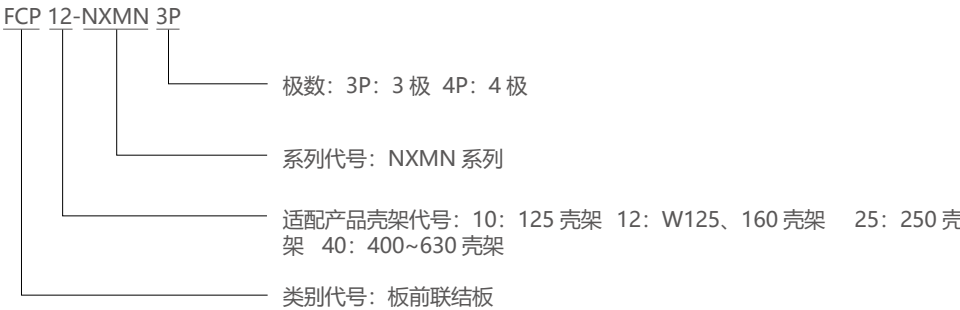 FCP 12-NXMN 3P
极数：3P：3 极 4P：4 极
系列代号：NXMN 系列
适配产品壳架代号：10：125 壳架 12：W125、160 壳架 25：250 壳
架 40：400~630 壳架
类别代号：板前联结板